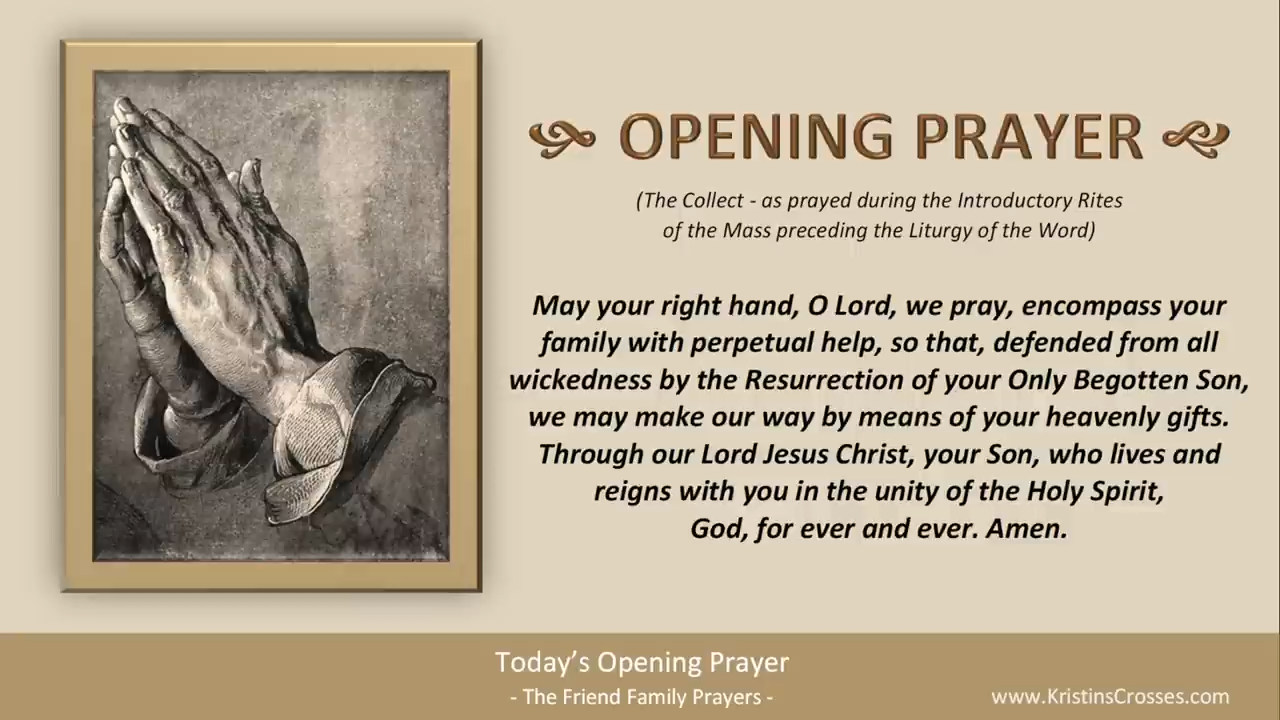 OPENING PRAYER
(The Collect - as prayed during the Introductory Rites
of the Mass preceding the Liturgy of the Word)
May your right hand, O Lord, we pray, encompass your
family with perpetual help, so that, defended from all
wickedness by the Resurrection of your Only Begotten Son,
we may make our way by means of your heavenly gifts.
Through our Lord Jesus Christ, your Son, who lives and
reigns with you in the unity of the Holy Spirit,
God, for ever and ever. Amen.
Today’s Opening Prayer
- The Friend Family Prayers -
www.KristinsCrosses.com